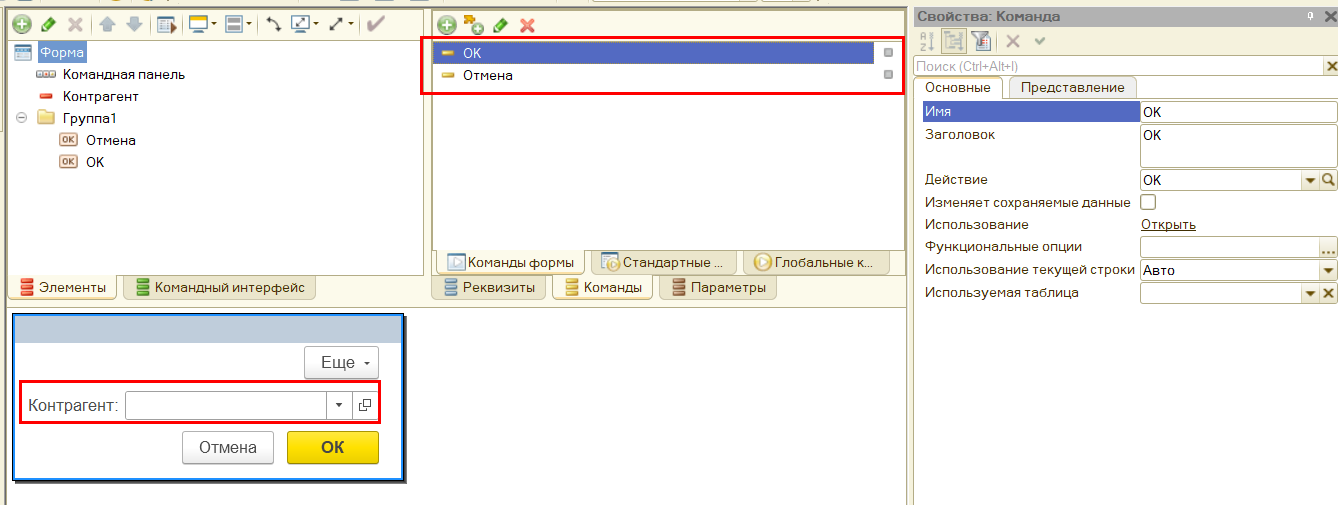 Форма
Командная панель
Контрагент
Группа1
OK Отмена
OK OK
Элементы
Командный интерфейс
OK
Отмена
Команды формы
Стандартные ...
Глобальные к...
Реквизиты
Команды
Параметры
Свойства: Команда
Поиск (Ctrl+Alt+I)
Основные
Представление
Имя OK
Заголовок OK
Действие OK
Изменяет сохраняемые данные
Использование Открыть
Функциональные опции ...
Использование текущей строки Авто
Используемая таблица
Еще
Контрагент:
Отмена
ОК